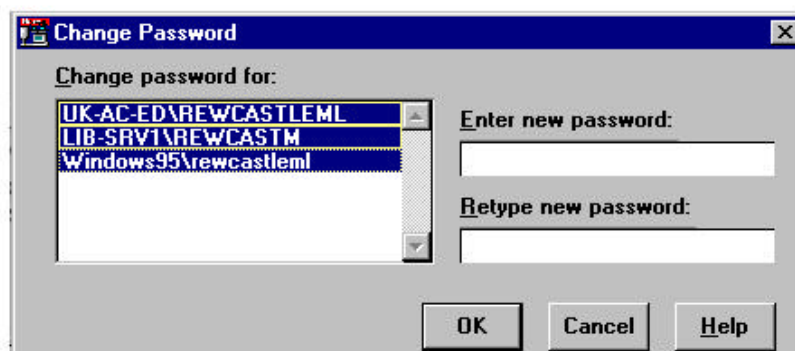 Change Password
Change password for:
UK-AC-ED\REWCASTLEML
LIB-SRV1\REWCASTM
Windows95\rewcastleml
Enter new password:
Retype new password:
OK
Cancel
Help